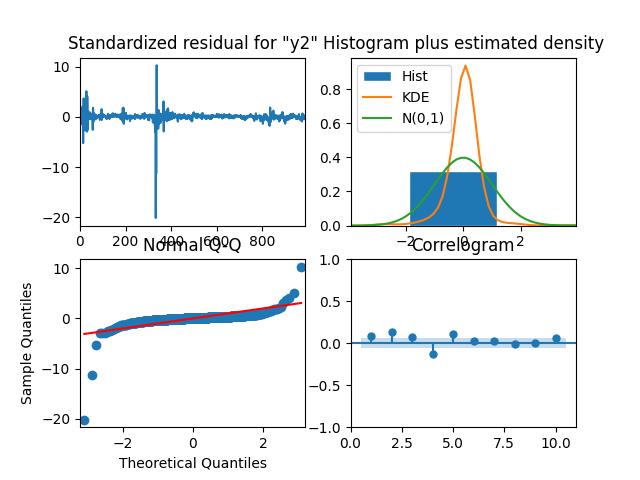 Standardized residual for "y2"
10
0
−10
−20
0 200 400 600 800
Histogram plus estimated density
Hist
KDE
N(0,1)
0.8
0.6
0.4
0.2
0.0
−2 0 2
Normal Q-Q
Sample Quantiles
10
0
−10
−20
−2 0 2
Theoretical Quantiles
Correlogram
1.0
0.5
0.0
−0.5
−1.0
0.0 2.5 5.0 7.5 10.0